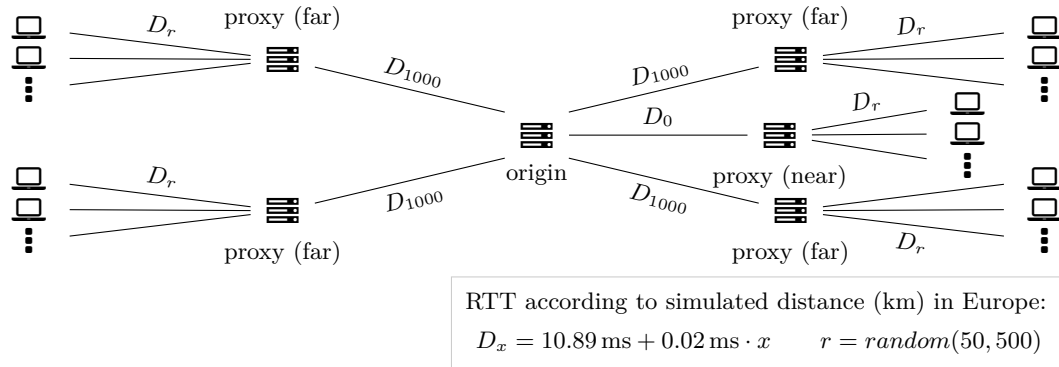 proxy (far)
proxy (far)
D_r
D_r
D_1000
D_1000
D_r
D_0
origin
proxy (near)
D_r
D_1000
D_1000
D_r
proxy (far)
proxy (far)
RTT according to simulated distance (km) in Europe:
D_x = 10.89 ms + 0.02 ms · x r = random(50, 500)